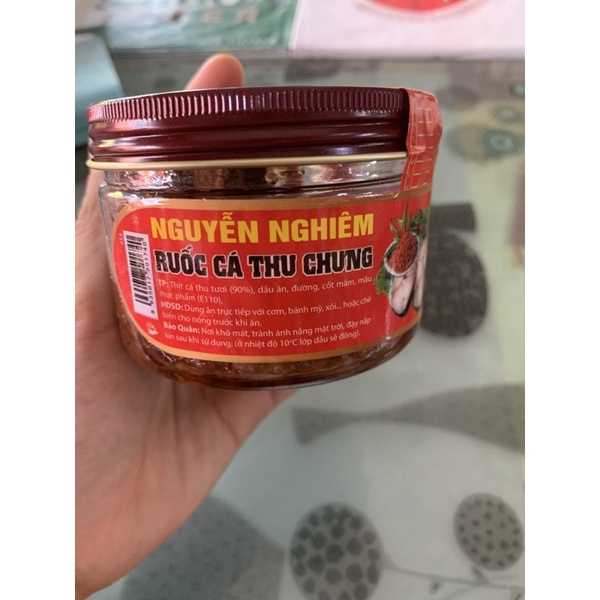 NGUYỄN NGHIÊM
RUỐC CÁ THU CHƯNG
TP: Thịt cá thu tươi (90%), dầu ăn, đường, cốt mắm, màu
thực phẩm (E110),
HDSD: Dùng ăn trực tiếp với cơm, bánh mỳ, xôi... hoặc chế
biến cho nóng trước khi ăn.
Bảo Quản: Nơi khô mát, tránh ánh nắng mặt trời, đậy nắp
kín sau khi sử dụng. (ở nhiệt độ 10°C lớp dầu sẽ đông).